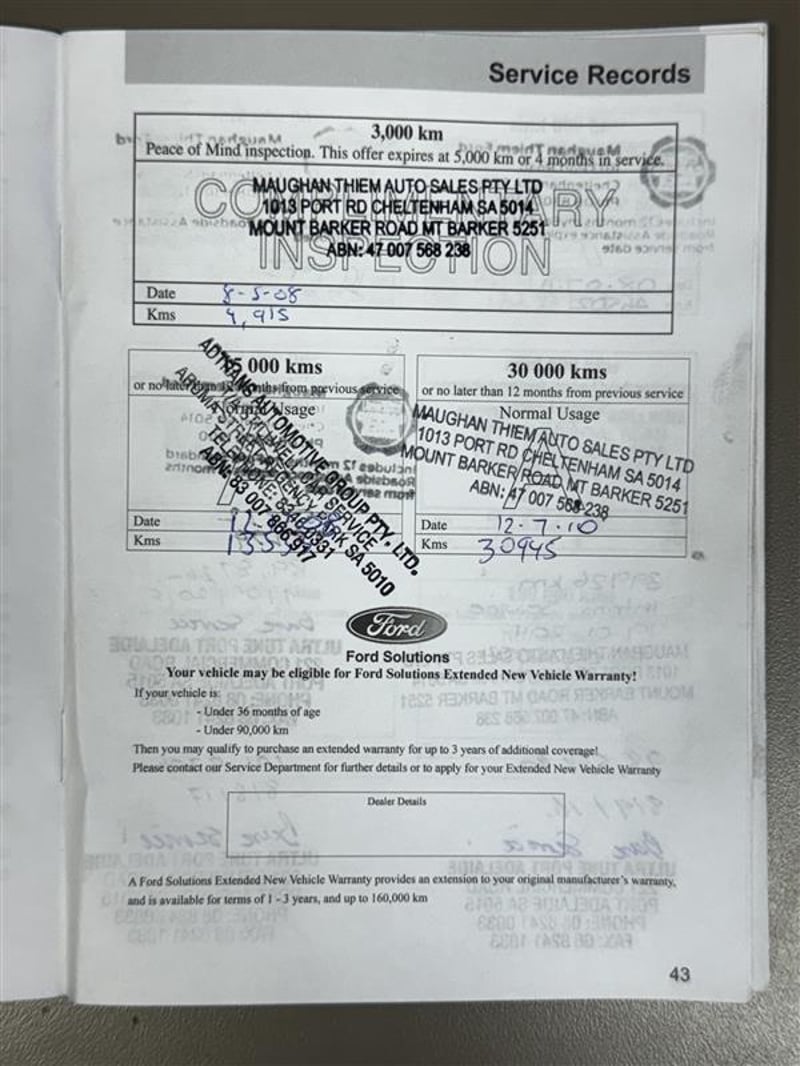 Service Records
3,000 km
Peace of Mind inspection. This offer expires at 5,000 km or 4 months in service.
COMPLIMENTARY
INSPECTION
MAUGHAN THIEM AUTO SALES PTY LTD
1013 PORT RD CHELTENHAM SA 5014
MOUNT BARKER ROAD MT BARKER 5251
ABN: 47 007 568 238
Date 8-5-08
Kms 4,915
000 kms
or no later than 12 months from previous service
Normal Usage
ADTRANS AUTOMOTIVE GROUP PTY. LTD.
CAR SERVICE
SA 5010
ABN: 83 007 866 917
Date
Kms
30 000 kms
or no later than 12 months from previous service
Normal Usage
MAUGHAN THIEM AUTO SALES PTY LTD
1013 PORT RD CHELTENHAM SA 5014
MOUNT BARKER ROAD MT BARKER 5251
ABN: 47 007 568 238
Date 12-7-10
Kms 30945
Ford
Ford Solutions
Your vehicle may be eligible for Ford Solutions Extended New Vehicle Warranty!
If your vehicle is:
- Under 36 months of age
- Under 90,000 km
Then you may qualify to purchase an extended warranty for up to 3 years of additional coverage!
Please contact our Service Department for further details or to apply for your Extended New Vehicle Warranty
Dealer Details
A Ford Solutions Extended New Vehicle Warranty provides an extension to your original manufacturer's warranty,
and is available for terms of 1 - 3 years, and up to 160,000 km
43